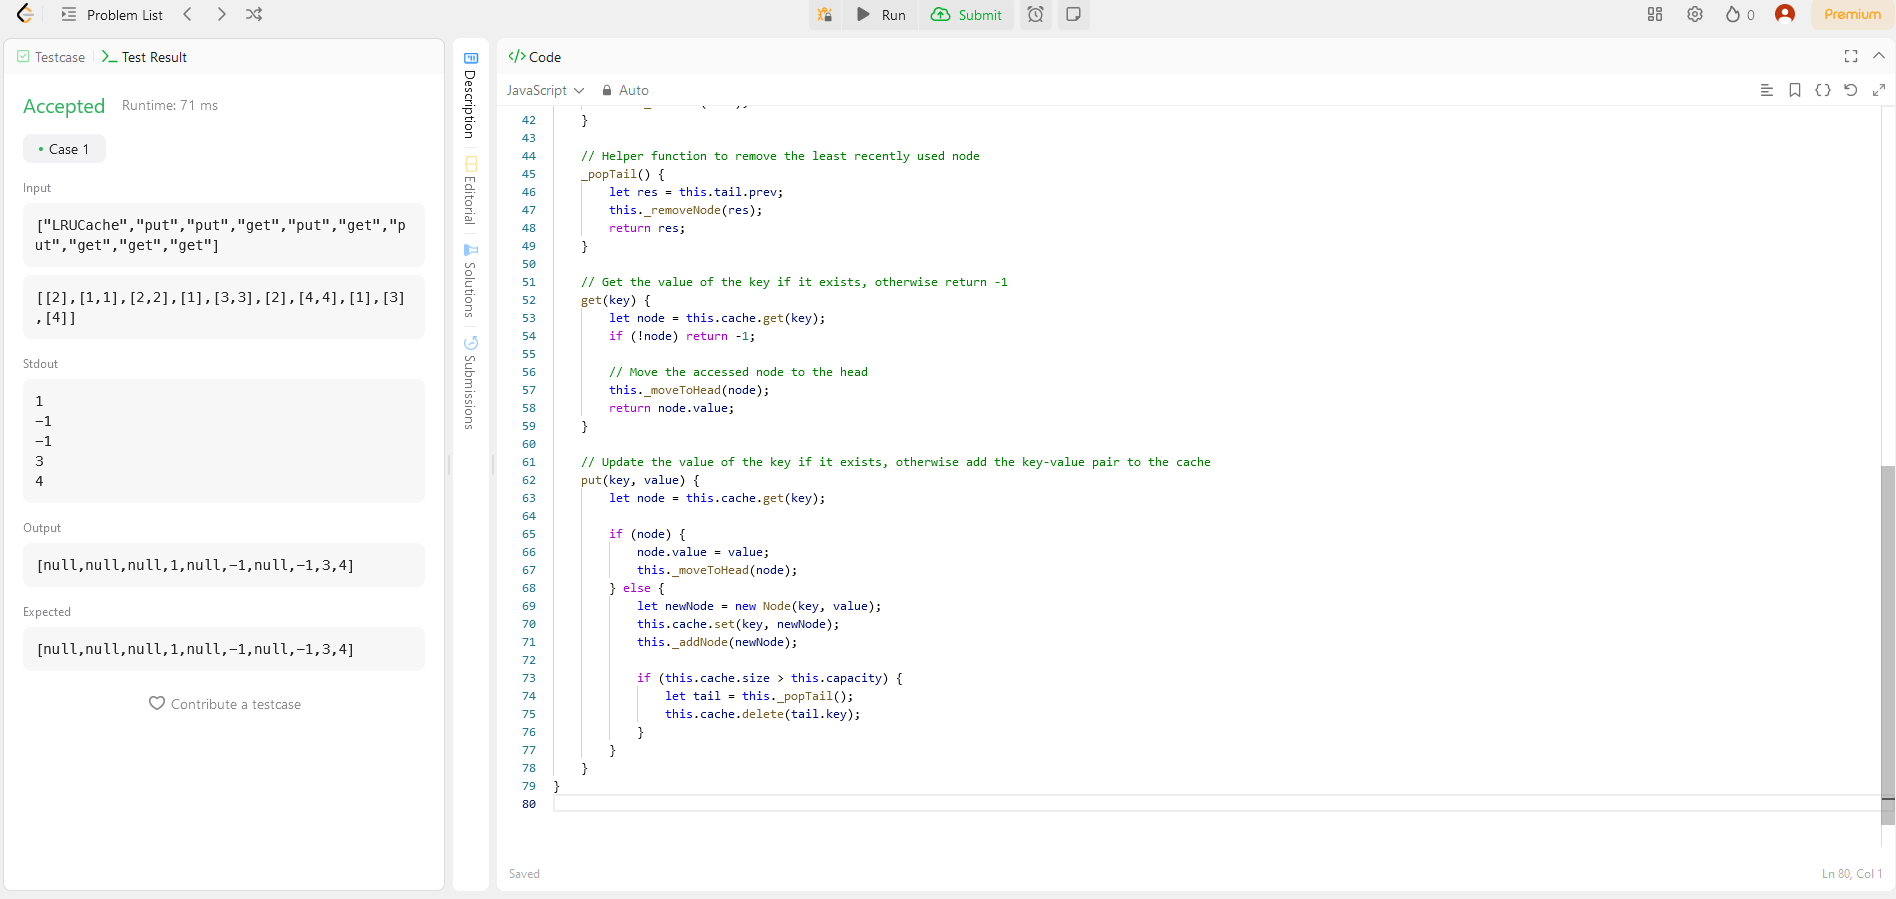 Problem List
Run
Submit
0
Premium
Testcase
Test Result
Accepted
Runtime: 71 ms
• Case 1
Input
["LRUCache","put","put","get","put","get","p
ut","get","get","get"]
[[2],[1,1],[2,2],[1],[3,3],[2],[4,4],[1],[3]
,[4]]
Stdout
1
-1
-1
3
4
Output
[null,null,null,1,null,-1,null,-1,3,4]
Expected
[null,null,null,1,null,-1,null,-1,3,4]
Contribute a testcase
Description
Editorial
Solutions
Submissions
</> Code
JavaScript
Auto
42 }
43
44 // Helper function to remove the least recently used node
45 _popTail() {
46 let res = this.tail.prev;
47 this._removeNode(res);
48 return res;
49 }
50
51 // Get the value of the key if it exists, otherwise return -1
52 get(key) {
53 let node = this.cache.get(key);
54 if (!node) return -1;
55
56 // Move the accessed node to the head
57 this._moveToHead(node);
58 return node.value;
59 }
60
61 // Update the value of the key if it exists, otherwise add the key-value pair to the cache
62 put(key, value) {
63 let node = this.cache.get(key);
64
65 if (node) {
66 node.value = value;
67 this._moveToHead(node);
68 } else {
69 let newNode = new Node(key, value);
70 this.cache.set(key, newNode);
71 this._addNode(newNode);
72
73 if (this.cache.size > this.capacity) {
74 let tail = this._popTail();
75 this.cache.delete(tail.key);
76 }
77 }
78 }
79 }
80
Saved
Ln 80, Col 1